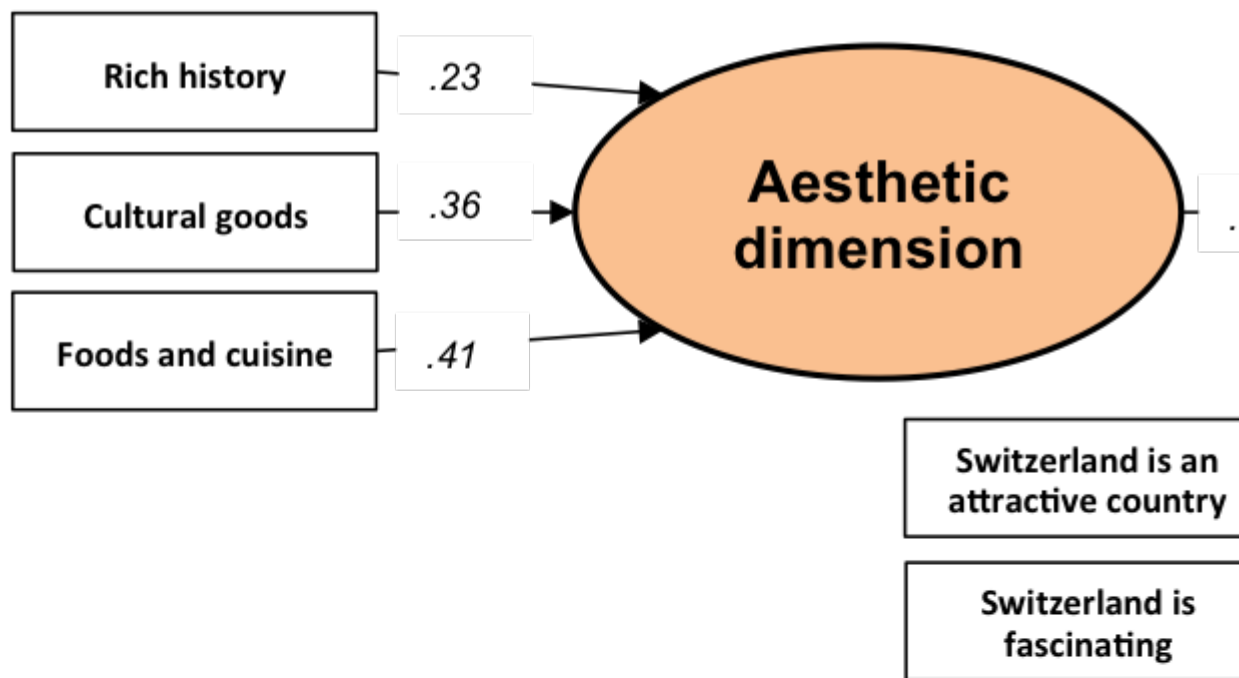 Rich history
.23
Cultural goods
.36
Foods and cuisine
.41
Aesthetic
dimension
.
Switzerland is an
attractive country
Switzerland is
fascinating